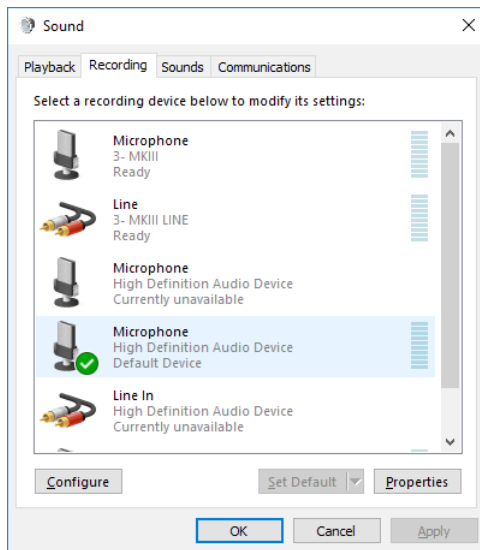 Sound
Playback Recording Sounds Communications
Select a recording device below to modify its settings:
Microphone
3- MKIII
Ready
Line
3- MKIII LINE
Ready
Microphone
High Definition Audio Device
Currently unavailable
Microphone
High Definition Audio Device
Default Device
Line In
High Definition Audio Device
Currently unavailable
Configure Set Default Properties
OK Cancel Apply